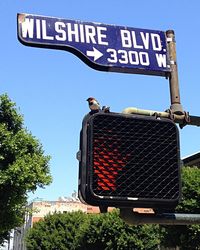 WILSHIRE BLVD.
→ 3300 W.